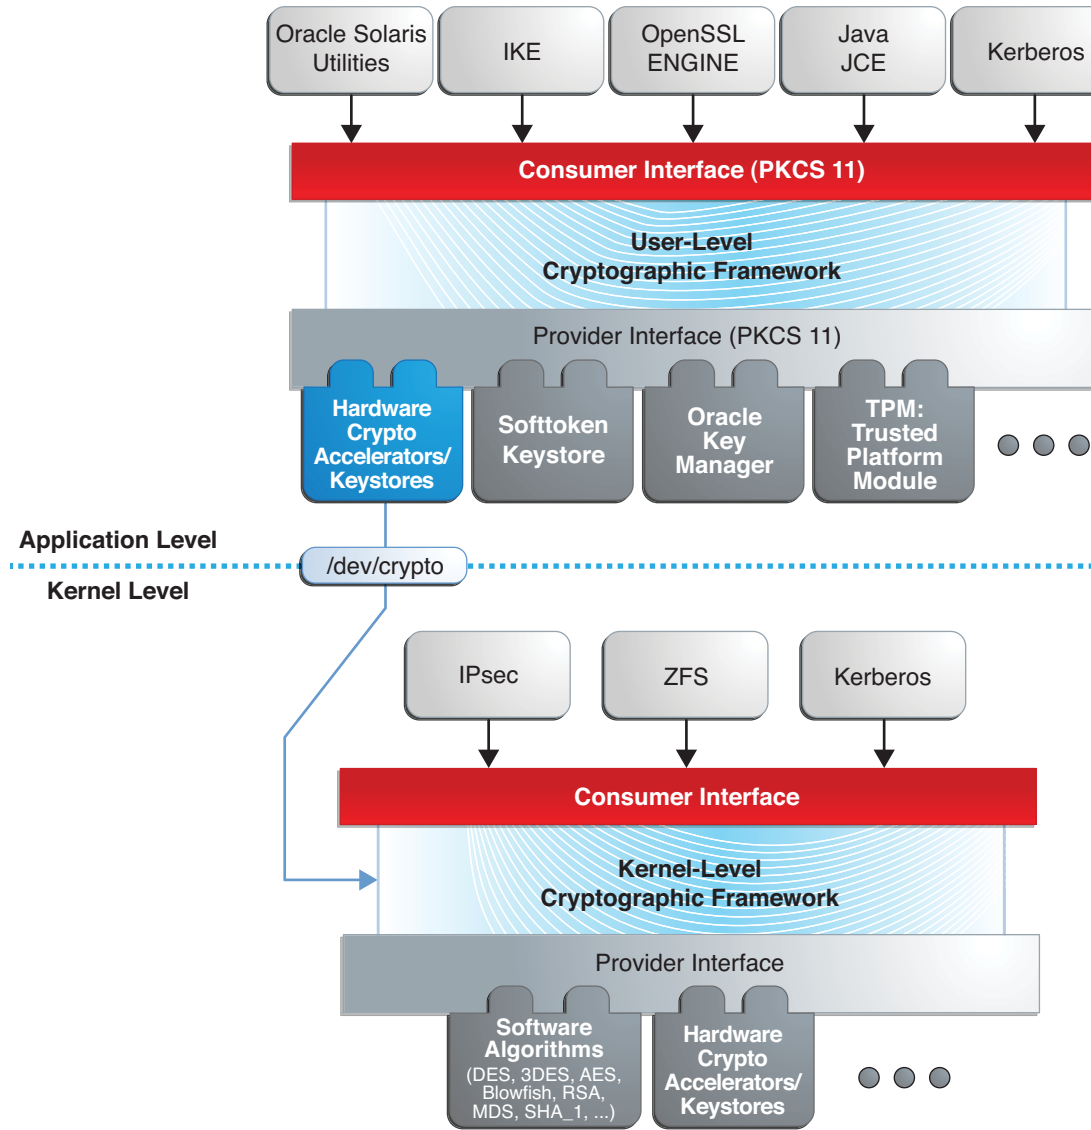 Oracle Solaris
Utilities
IKE
OpenSSL
ENGINE
Java
JCE
Kerberos
Consumer Interface (PKCS 11)
User-Level
Cryptographic Framework
Provider Interface (PKCS 11)
Hardware
Crypto
Accelerators/
Keystores
Softtoken
Keystore
Oracle
Key
Manager
TPM:
Trusted
Platform
Module
Application Level
/dev/crypto
Kernel Level
IPsec
ZFS
Kerberos
Consumer Interface
Kernel-Level
Cryptographic Framework
Provider Interface
Software
Algorithms
(DES, 3DES, AES,
Blowfish, RSA,
MDS, SHA_1, ...)
Hardware
Crypto
Accelerators/
Keystores